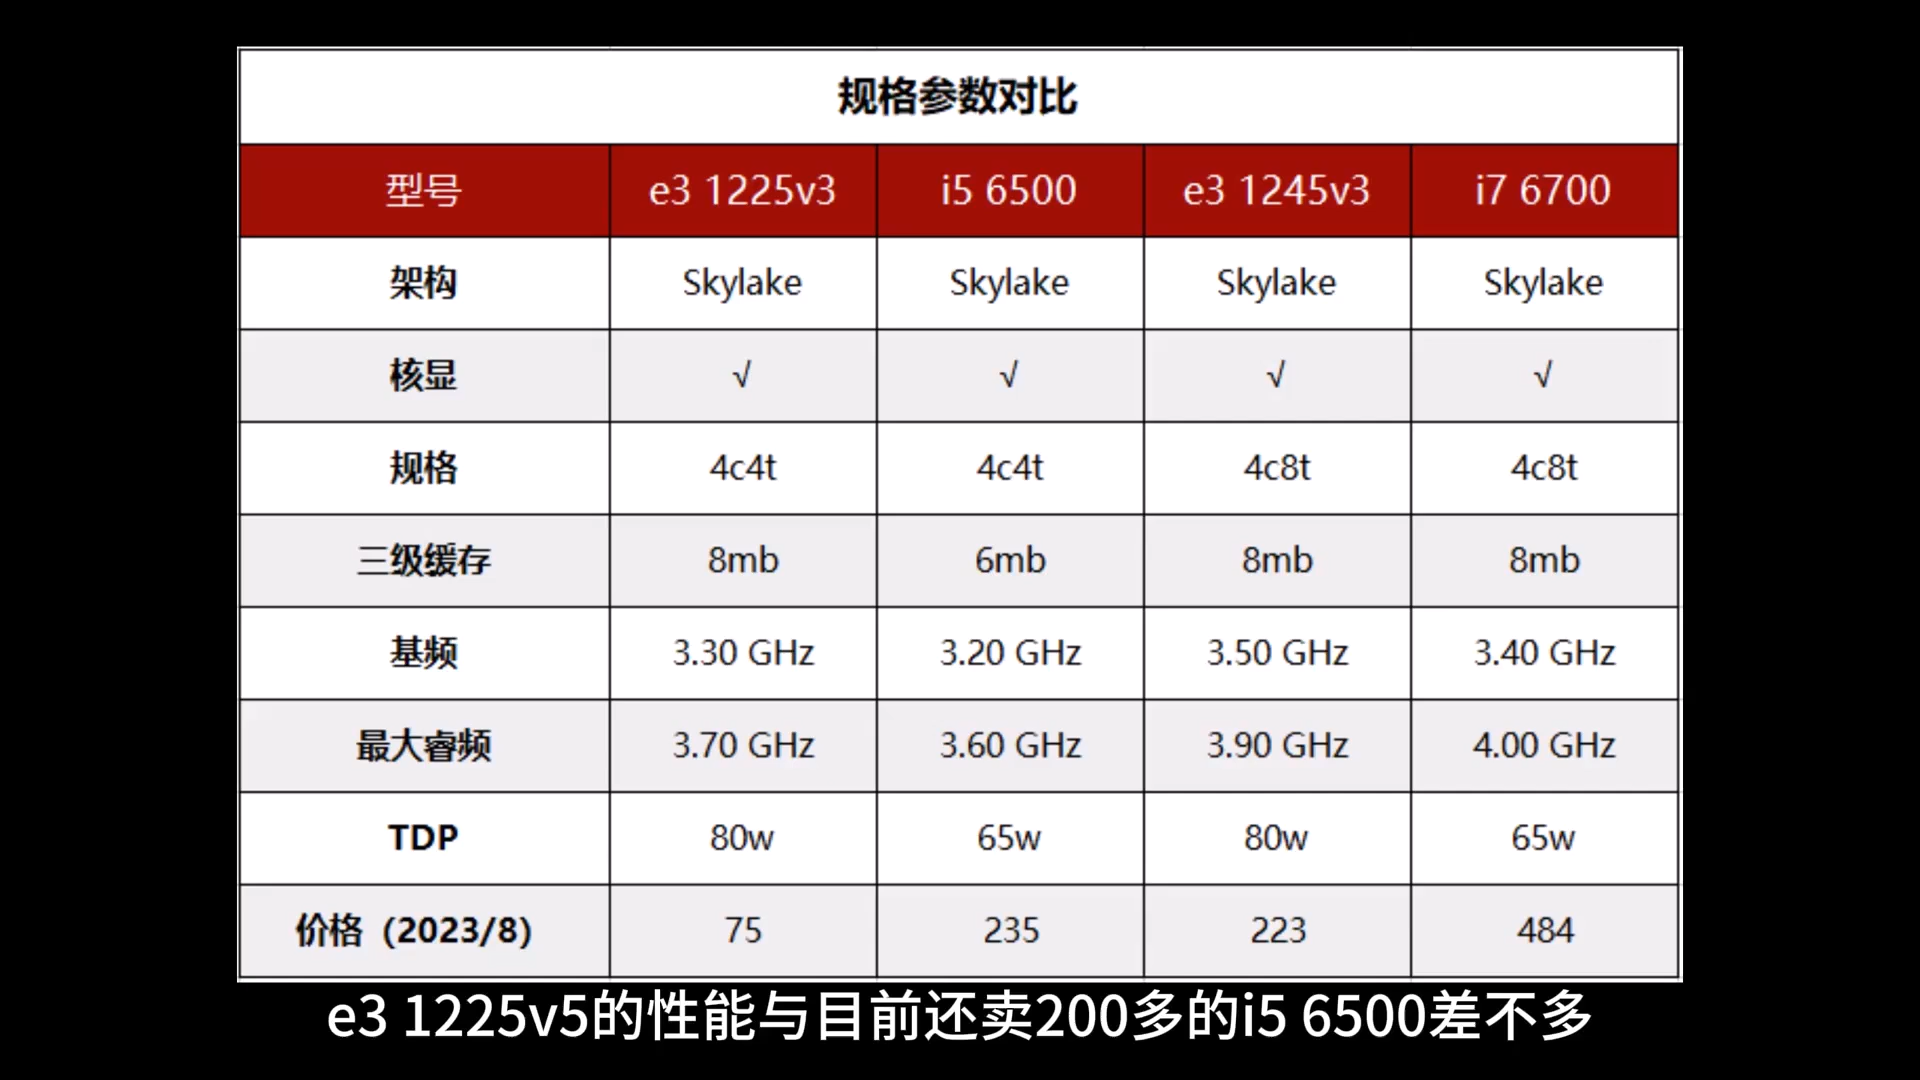 规格参数对比
型号 e3 1225v3 i5 6500 e3 1245v3 i7 6700
架构 Skylake Skylake Skylake Skylake
核显 √ √ √ √
规格 4c4t 4c4t 4c8t 4c8t
三级缓存 8mb 6mb 8mb 8mb
基频 3.30 GHz 3.20 GHz 3.50 GHz 3.40 GHz
最大睿频 3.70 GHz 3.60 GHz 3.90 GHz 4.00 GHz
TDP 80w 65w 80w 65w
价格（2023/8） 75 235 223 484
e3 1225v5的性能与目前还卖200多的i5 6500差不多